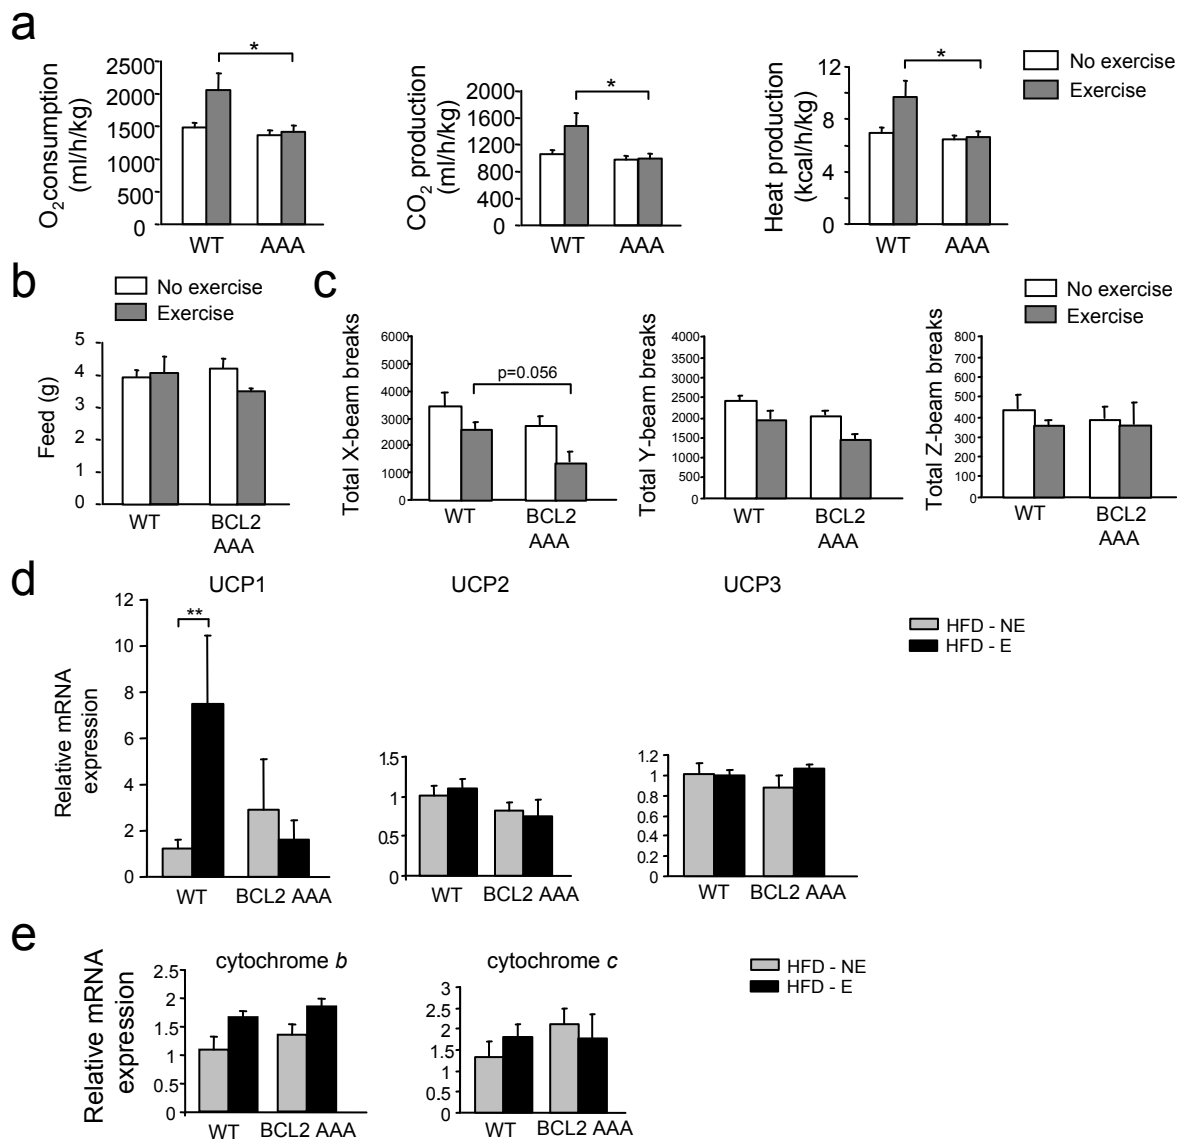 a
O2consumption
(ml/h/kg)
2500
2000
1500
1000
500
0
*
WT
AAA
CO2 production
(ml/h/kg)
2000
1600
1200
800
400
0
*
WT
AAA
Heat production
(kcal/h/kg)
12
9
6
3
0
*
WT
AAA
No exercise
Exercise
b
No exercise
Exercise
Feed (g)
5
4
3
2
1
0
WT
BCL2
AAA
c
Total X-beam breaks
6000
5000
4000
3000
2000
1000
0
p=0.056
WT
BCL2
AAA
Total Y-beam breaks
4000
3500
3000
2500
2000
1500
1000
500
0
WT
BCL2
AAA
Total Z-beam breaks
800
700
600
500
400
300
200
100
0
WT
BCL2
AAA
No exercise
Exercise
d
UCP1
Relative mRNA
expression
12
10
8
6
4
2
0
**
WT
BCL2 AAA
UCP2
1.5
1
0.5
0
WT
BCL2 AAA
UCP3
1.2
1
0.8
0.6
0.4
0.2
0
WT
BCL2 AAA
HFD - NE
HFD - E
e
cytochrome b
Relative mRNA
expression
2.5
2
1.5
1
0.5
0
WT
BCL2 AAA
cytochrome c
3
2.5
2
1.5
1
0.5
0
WT
BCL2 AAA
HFD - NE
HFD - E